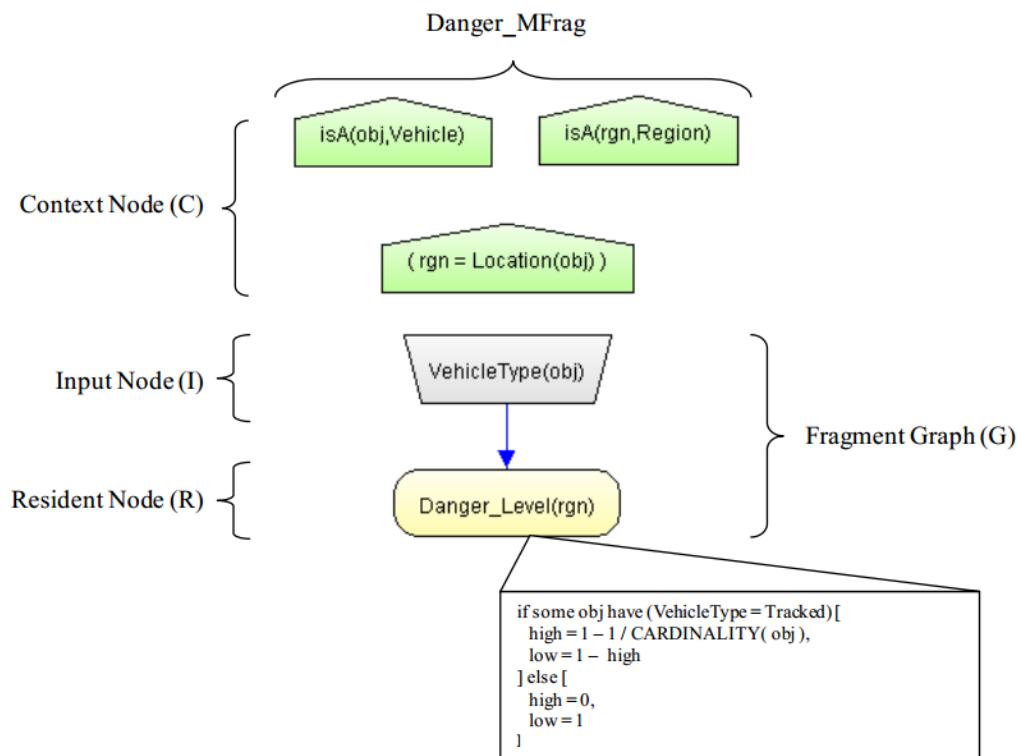 Danger_MFrag
isA(obj,Vehicle)
isA(rgn,Region)
Context Node (C)
( rgn = Location(obj) )
Input Node (I)
VehicleType(obj)
Fragment Graph (G)
Resident Node (R)
Danger_Level(rgn)
if some obj have (VehicleType = Tracked) [
high = 1 – 1 / CARDINALITY( obj ),
low = 1 – high
] else [
high = 0,
low = 1
]